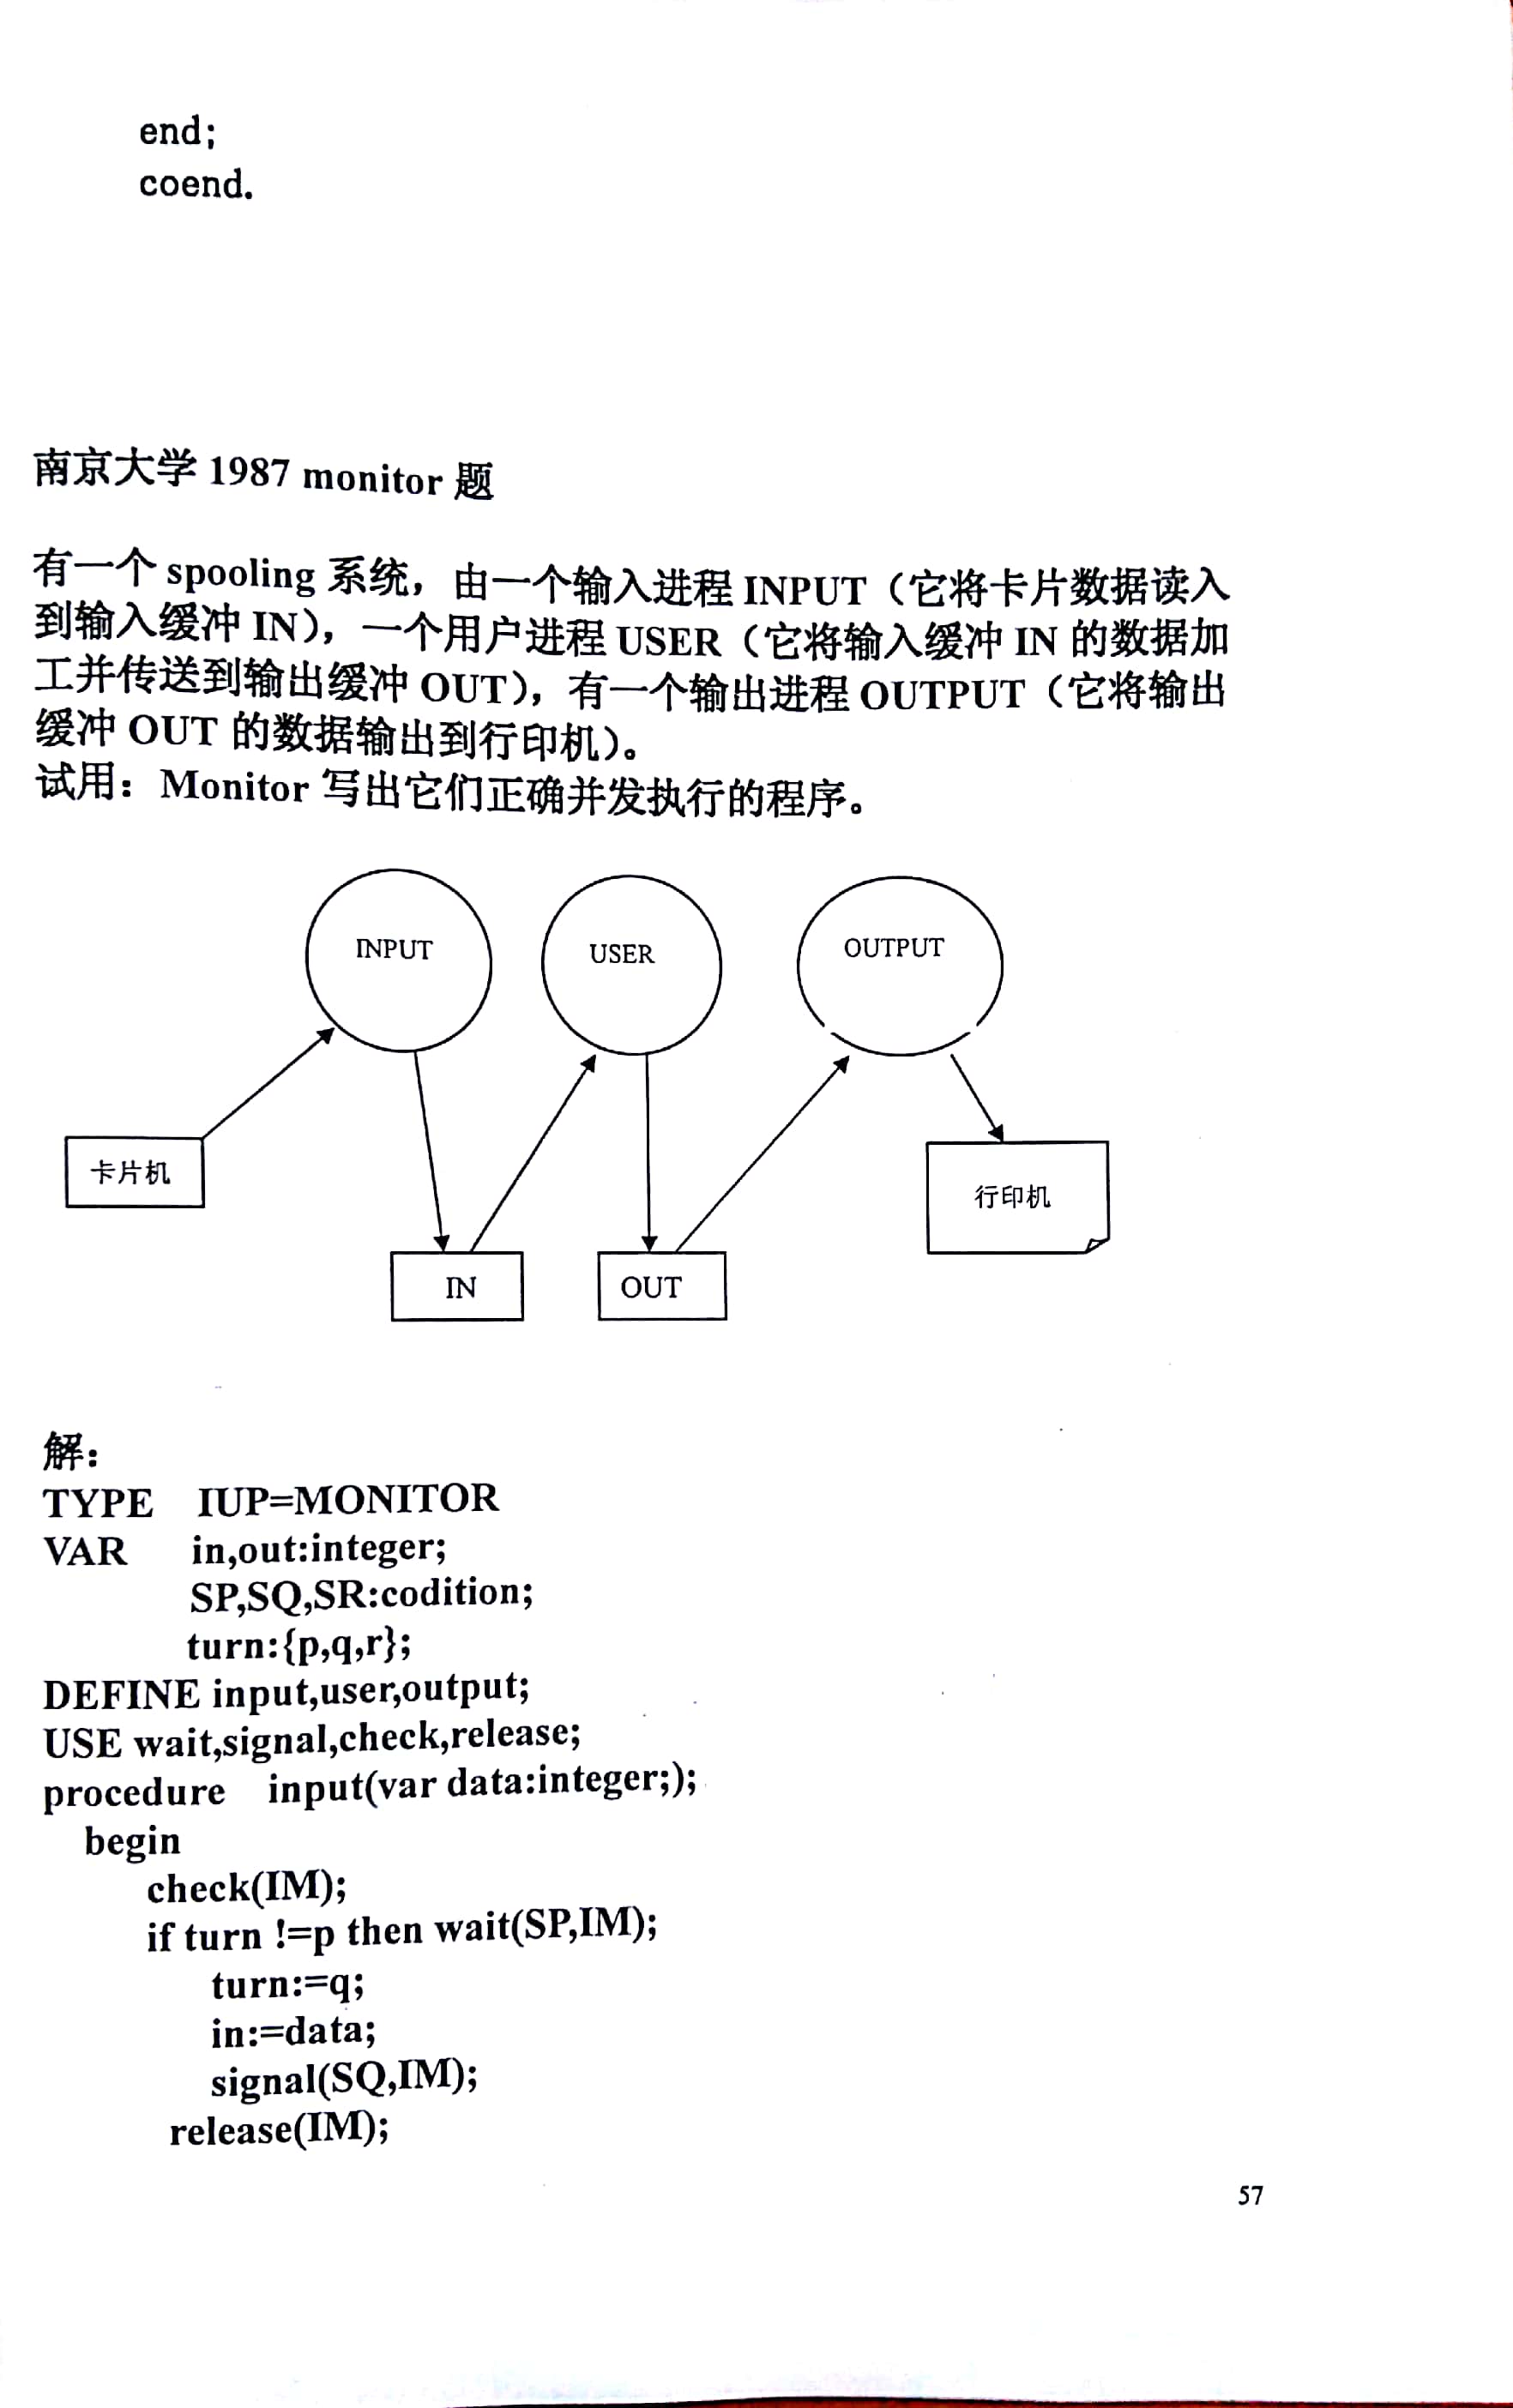 end;
coend.
南京大学 1987 monitor 题
有一个 spooling 系统，由一个输入进程 INPUT（它将卡片数据读入
到输入缓冲 IN），一个用户进程 USER（它将输入缓冲 IN 的数据加
工并传送到输出缓冲 OUT），有一个输出进程 OUTPUT（它将输出
缓冲 OUT 的数据输出到行印机）。
试用：Monitor 写出它们正确并发执行的程序。
INPUT
USER
OUTPUT
卡片机
行印机
IN
OUT
解：
TYPE IUP=MONITOR
VAR in,out:integer;
SP,SQ,SR:codition;
turn:{p,q,r};
DEFINE input,user,output;
USE wait,signal,check,release;
procedure input(var data:integer;);
begin
check(IM);
if turn !=p then wait(SP,IM);
turn:=q;
in:=data;
signal(SQ,IM);
release(IM);
57